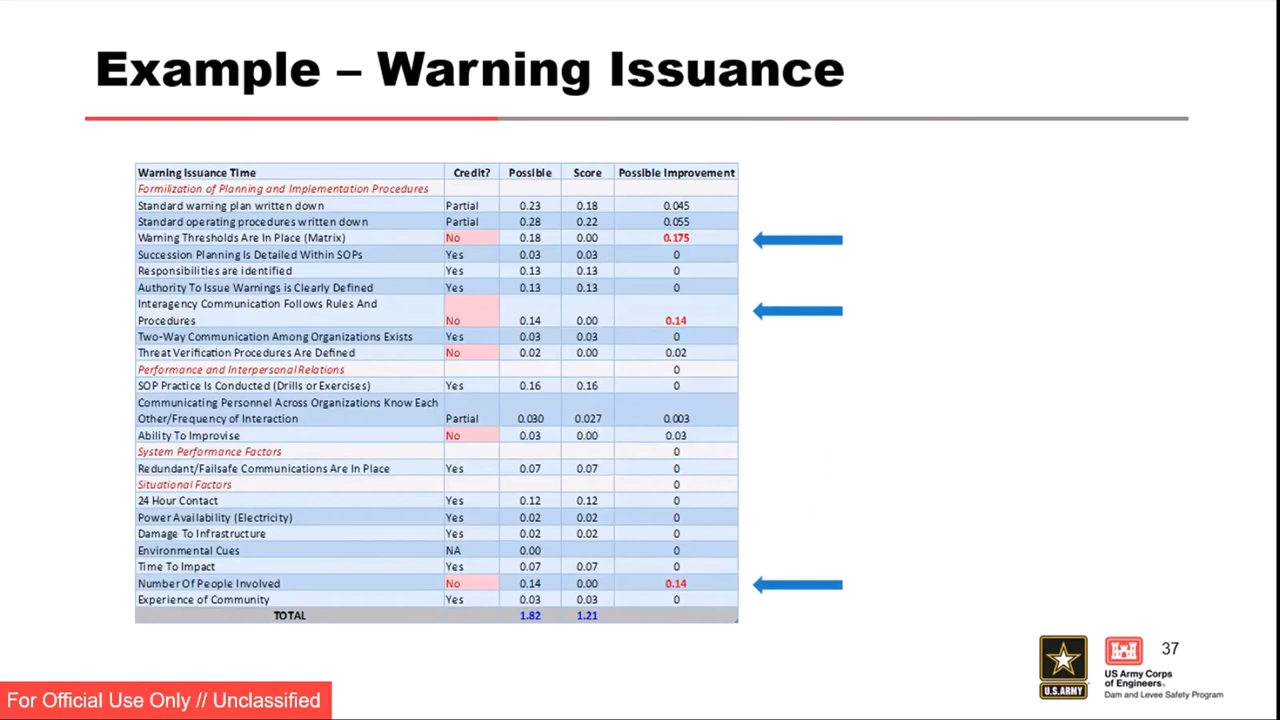 Example – Warning Issuance
Warning Issuance Time Credit? Possible Score Possible Improvement
Formilization of Planning and Implementation Procedures
Standard warning plan written down Partial 0.23 0.18 0.045
Standard operating procedures written down Partial 0.28 0.22 0.055
Warning Thresholds Are In Place (Matrix) No 0.18 0.00 0.175
Succession Planning Is Detailed Within SOPs Yes 0.03 0.03 0
Responsibilities are identified Yes 0.13 0.13 0
Authority To Issue Warnings is Clearly Defined Yes 0.13 0.13 0
Interagency Communication Follows Rules And
Procedures No 0.14 0.00 0.14
Two-Way Communication Among Organizations Exists Yes 0.03 0.03 0
Threat Verification Procedures Are Defined No 0.02 0.00 0.02
Performance and Interpersonal Relations 0
SOP Practice Is Conducted (Drills or Exercises) Yes 0.16 0.16 0
Communicating Personnel Across Organizations Know Each
Other/Frequency of Interaction Partial 0.030 0.027 0.003
Ability To Improvise No 0.03 0.00 0.03
System Performance Factors 0
Redundant/Failsafe Communications Are In Place Yes 0.07 0.07 0
Situational Factors 0
24 Hour Contact Yes 0.12 0.12 0
Power Availability (Electricity) Yes 0.02 0.02 0
Damage To Infrastructure Yes 0.02 0.02 0
Environmental Cues NA 0.00 0
Time To Impact Yes 0.07 0.07 0
Number Of People Involved No 0.14 0.00 0.14
Experience of Community Yes 0.03 0.03 0
TOTAL 1.82 1.21
37
U.S.ARMY
US Army Corps
of Engineers®
Dam and Levee Safety Program
For Official Use Only // Unclassified